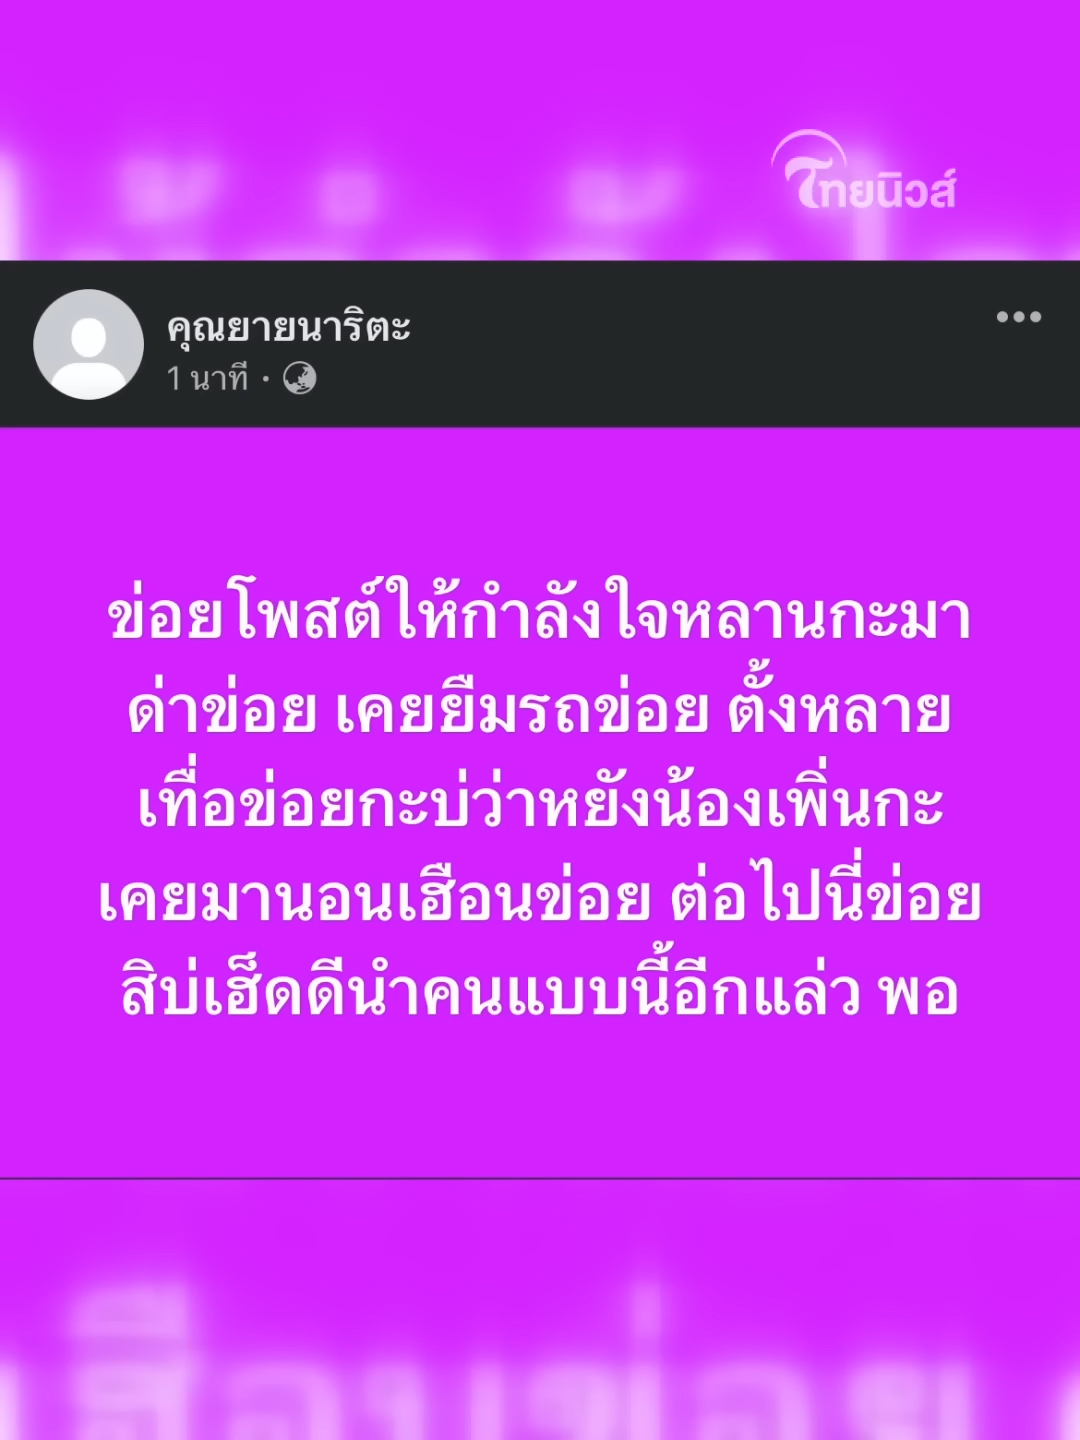 ไทยนิวส์
คุณยายนาริตะ
1 นาที ·
ข่อยโพสต์ให้กำลังใจหลานกะมา
ด่าข่อย เคยยืมรถข่อย ตั้งหลาย
เทื่อข่อยกะบ่ว่าหยังน้องเพิ่นกะ
เคยมานอนเฮือนข่อย ต่อไปนี่ข่อย
สิบ่เฮ็ดดีนำคนแบบนี้อีกแล่ว พอ